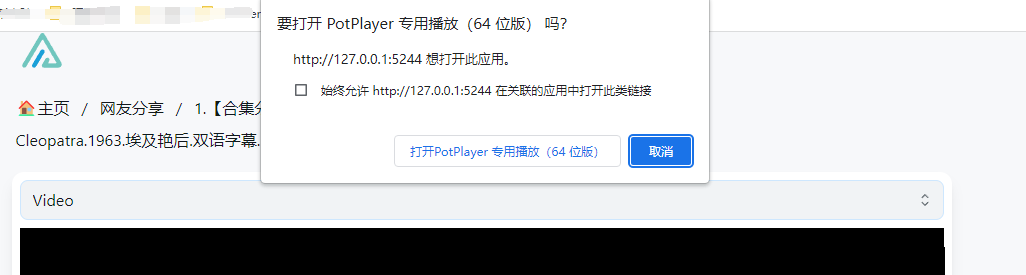 要打开 PotPlayer 专用播放（64 位版） 吗？
http://127.0.0.1:5244 想打开此应用。
始终允许 http://127.0.0.1:5244 在关联的应用中打开此类链接
打开PotPlayer 专用播放（64 位版）
取消
主页 / 网友分享 / 1.【合集
Cleopatra.1963.埃及艳后.双语字幕.
Video